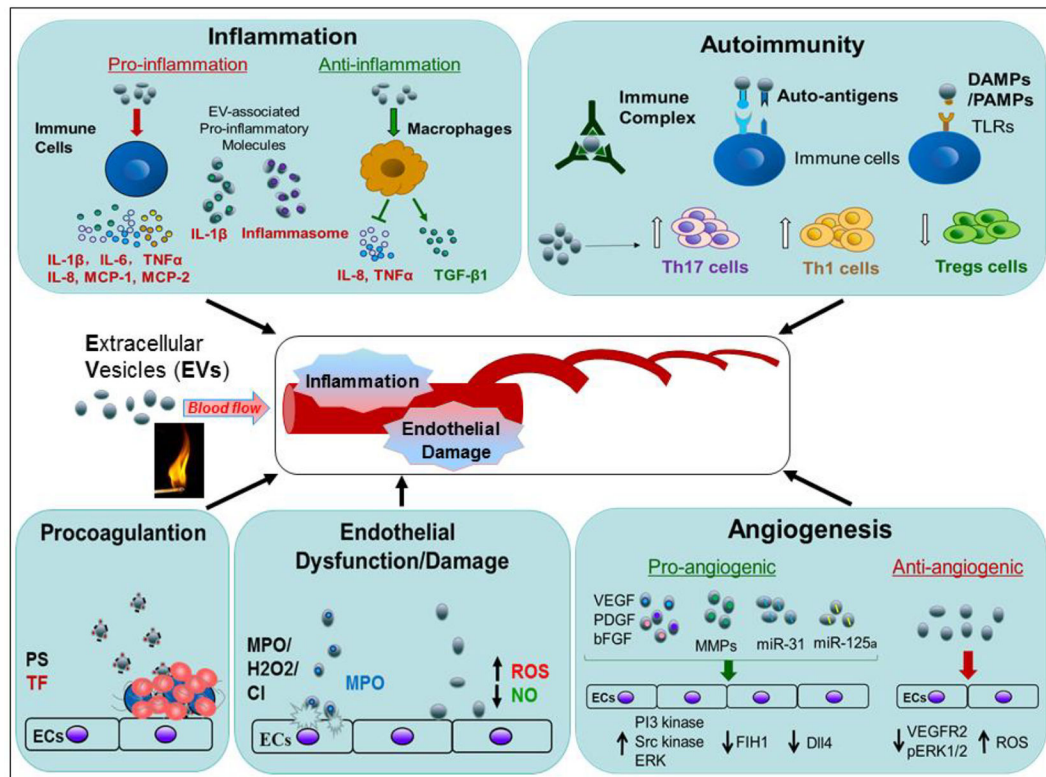 Inflammation
Pro-inflammation
Anti-inflammation
Immune
Cells
EV-associated
Pro-inflammatory
Molecules
Macrophages
IL-1β
Inflammasome
IL-1β, IL-6, TNFα
IL-8, MCP-1, MCP-2
IL-8, TNFα
TGF-β1
Autoimmunity
Immune
Complex
Auto-antigens
DAMPs
/PAMPs
TLRs
Immune cells
Th17 cells
Th1 cells
Tregs cells
Extracellular
Vesicles (EVs)
Blood flow
Inflammation
Endothelial
Damage
Procoagulantion
PS
TF
ECs
Endothelial
Dysfunction/Damage
MPO/
H2O2/
Cl
MPO
ROS
NO
ECs
Angiogenesis
Pro-angiogenic
VEGF
PDGF
bFGF
MMPs
miR-31
miR-125a
ECs
PI3 kinase
Src kinase
ERK
FIH1
Dll4
Anti-angiogenic
ECs
VEGFR2
pERK1/2
ROS